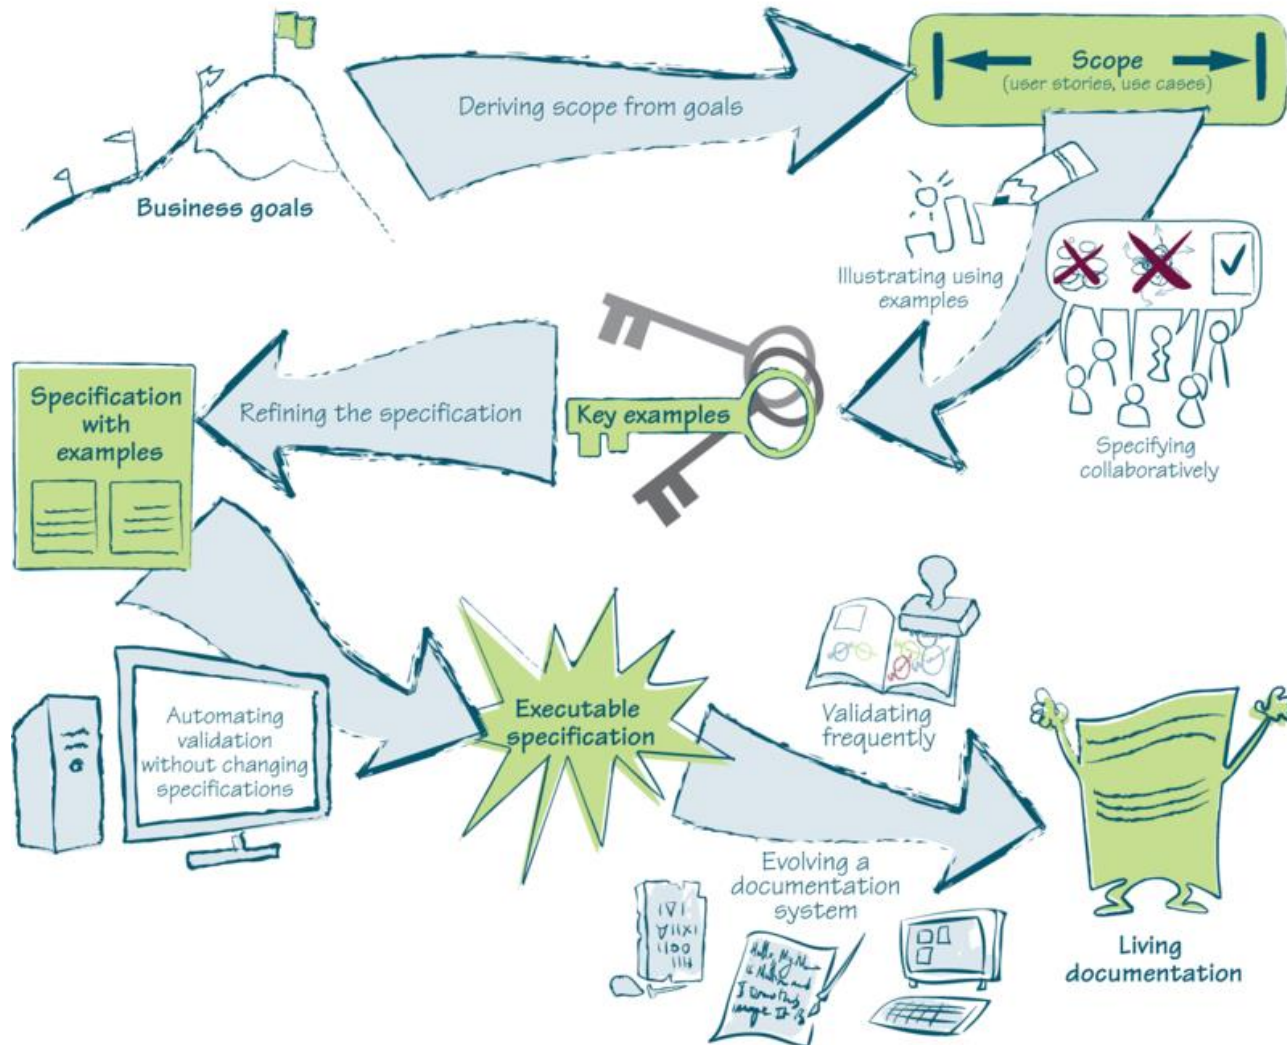 Deriving scope from goals
Scope
(user stories, use cases)
Business goals
Illustrating using
examples
Specifying
collaboratively
Key examples
Refining the specification
Specification
with
examples
Automating
validation
without changing
specifications
Executable
specification
Validating
frequently
Evolving a
documentation
system
Living
documentation